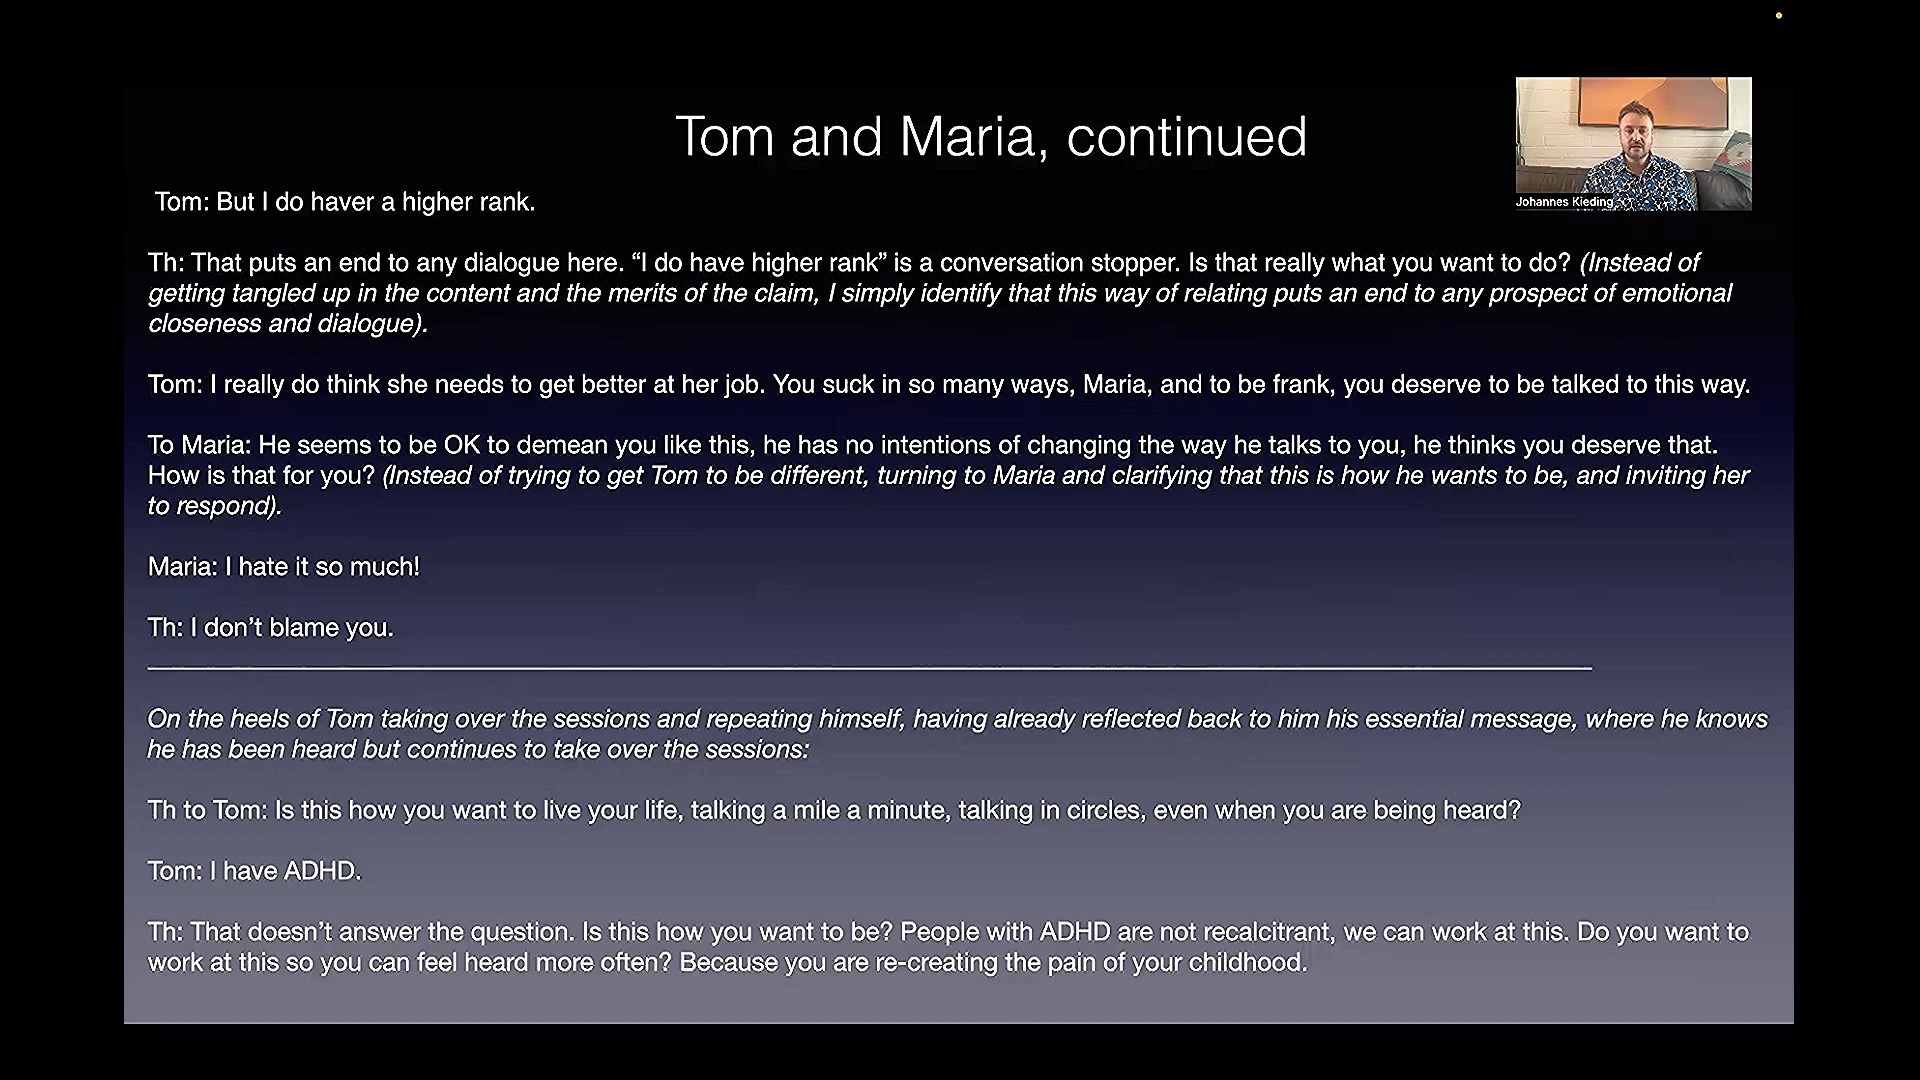 Tom and Maria, continued
Johannes Kieding
Tom: But I do haver a higher rank.
Th: That puts an end to any dialogue here. “I do have higher rank” is a conversation stopper. Is that really what you want to do? (Instead of
getting tangled up in the content and the merits of the claim, I simply identify that this way of relating puts an end to any prospect of emotional
closeness and dialogue).
Tom: I really do think she needs to get better at her job. You suck in so many ways, Maria, and to be frank, you deserve to be talked to this way.
To Maria: He seems to be OK to demean you like this, he has no intentions of changing the way he talks to you, he thinks you deserve that.
How is that for you? (Instead of trying to get Tom to be different, turning to Maria and clarifying that this is how he wants to be, and inviting her
to respond).
Maria: I hate it so much!
Th: I don’t blame you.
On the heels of Tom taking over the sessions and repeating himself, having already reflected back to him his essential message, where he knows
he has been heard but continues to take over the sessions:
Th to Tom: Is this how you want to live your life, talking a mile a minute, talking in circles, even when you are being heard?
Tom: I have ADHD.
Th: That doesn’t answer the question. Is this how you want to be? People with ADHD are not recalcitrant, we can work at this. Do you want to
work at this so you can feel heard more often? Because you are re-creating the pain of your childhood.